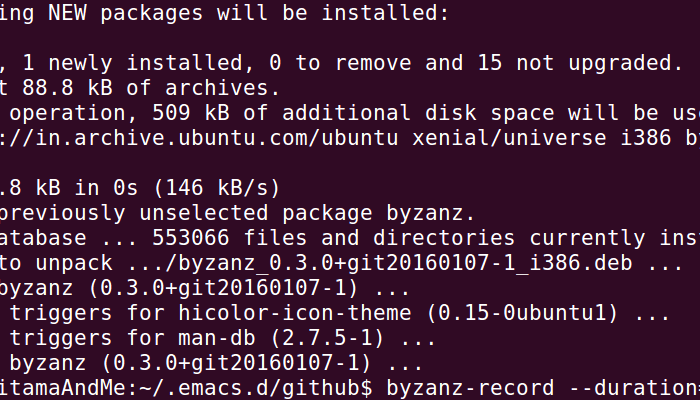 ing NEW packages will be installed:
, 1 newly installed, 0 to remove and 15 not upgraded.
t 88.8 kB of archives.
operation, 509 kB of additional disk space will be use
://in.archive.ubuntu.com/ubuntu xenial/universe i386 by
.8 kB in 0s (146 kB/s)
previously unselected package byzanz.
atabase ... 553066 files and directories currently inst
to unpack .../byzanz_0.3.0+git20160107-1_i386.deb ...
byzanz (0.3.0+git20160107-1) ...
triggers for hicolor-icon-theme (0.15-0ubuntu1) ...
triggers for man-db (2.7.5-1) ...
byzanz (0.3.0+git20160107-1) ...
itamaAndMe:~/.emacs.d/github$ byzanz-record --duration=